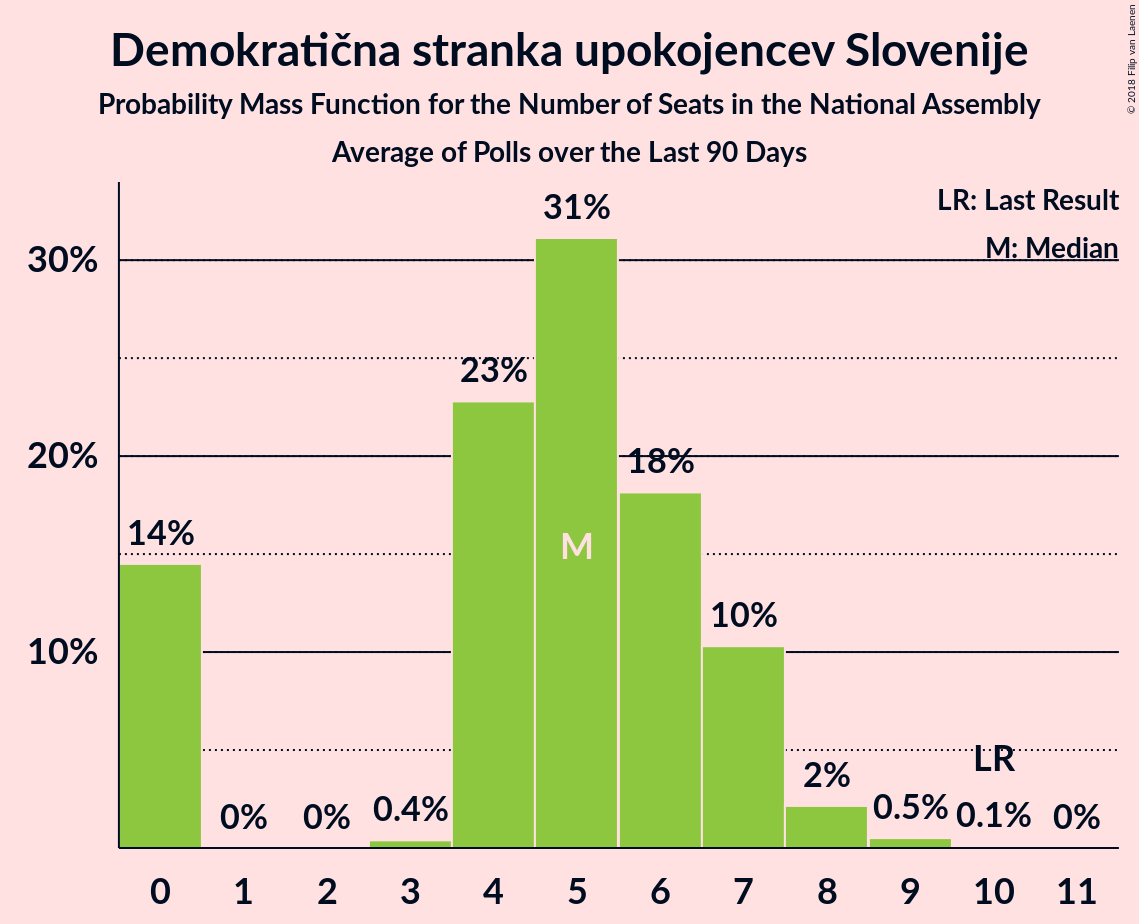 Demokratična stranka upokojencev Slovenije
Probability Mass Function for the Number of Seats in the National Assembly
Average of Polls over the Last 90 Days
© 2018 Filip van Laenen
LR: Last Result
M: Median
30%
20%
10%
14%
0%
0%
0.4%
23%
31%
M
18%
10%
2%
0.5%
LR
0.1%
0%
0 1 2 3 4 5 6 7 8 9 10 11